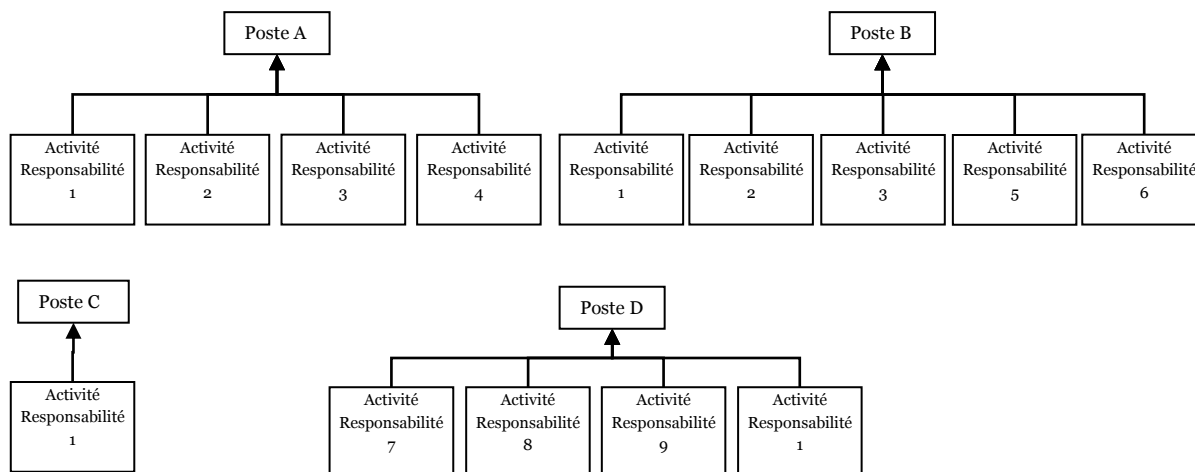 Poste A
Poste B
Activité
Responsabilité
1
Activité
Responsabilité
2
Activité
Responsabilité
3
Activité
Responsabilité
4
Activité
Responsabilité
1
Activité
Responsabilité
2
Activité
Responsabilité
3
Activité
Responsabilité
5
Activité
Responsabilité
6
Poste C
Poste D
Activité
Responsabilité
1
Activité
Responsabilité
7
Activité
Responsabilité
8
Activité
Responsabilité
9
Activité
Responsabilité
1